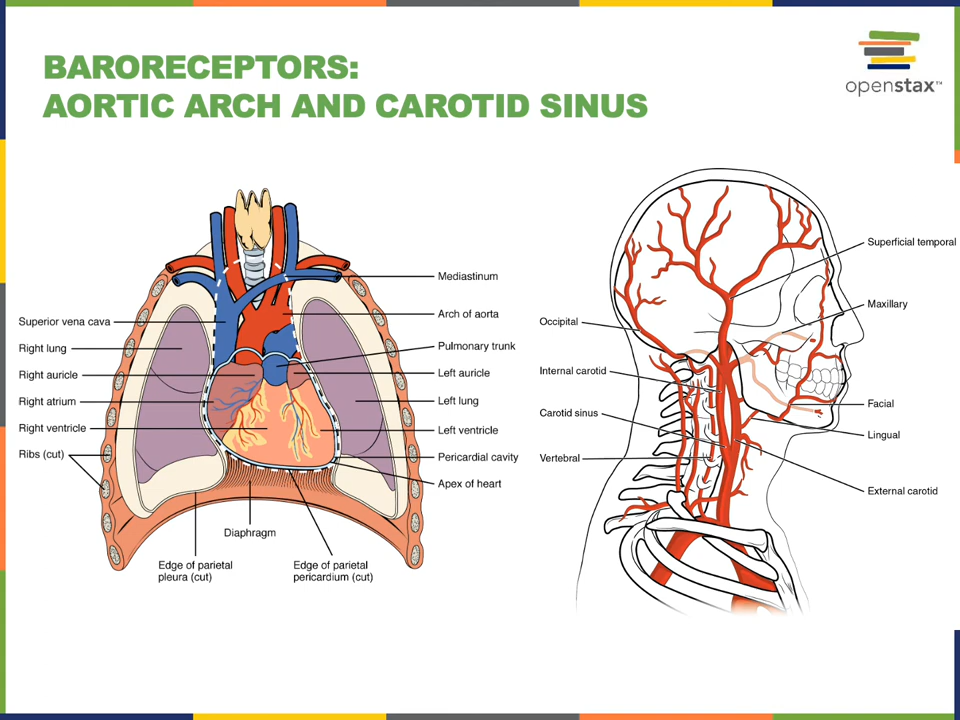 BARORECEPTORS:
AORTIC ARCH AND CAROTID SINUS
openstax™
Superior vena cava
Right lung
Right auricle
Right atrium
Right ventricle
Ribs (cut)
Mediastinum
Arch of aorta
Pulmonary trunk
Left auricle
Left lung
Left ventricle
Pericardial cavity
Apex of heart
Diaphragm
Edge of parietal
pleura (cut)
Edge of parietal
pericardium (cut)
Occipital
Internal carotid
Carotid sinus
Vertebral
Superficial temporal
Maxillary
Facial
Lingual
External carotid